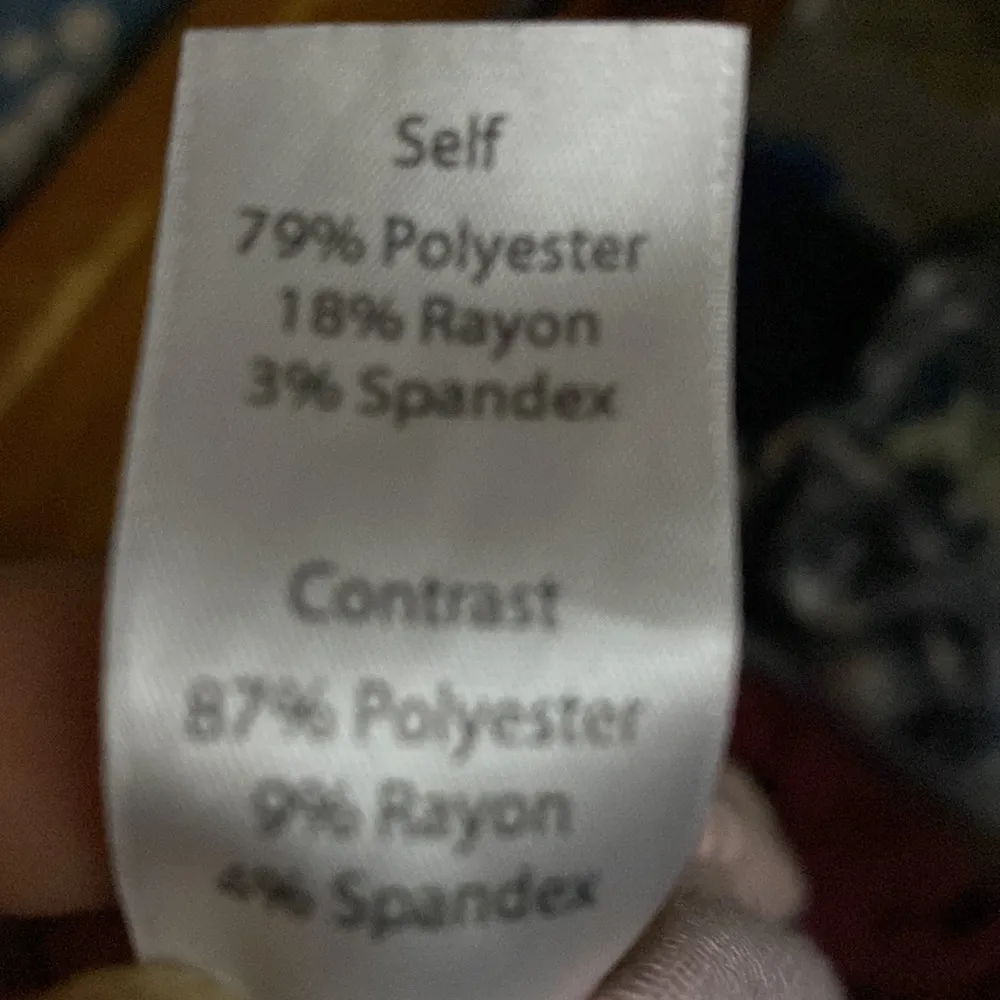 Self
79% Polyester
18% Rayon
3% Spandex
Contrast
87% Polyester
9% Rayon
4% Spandex